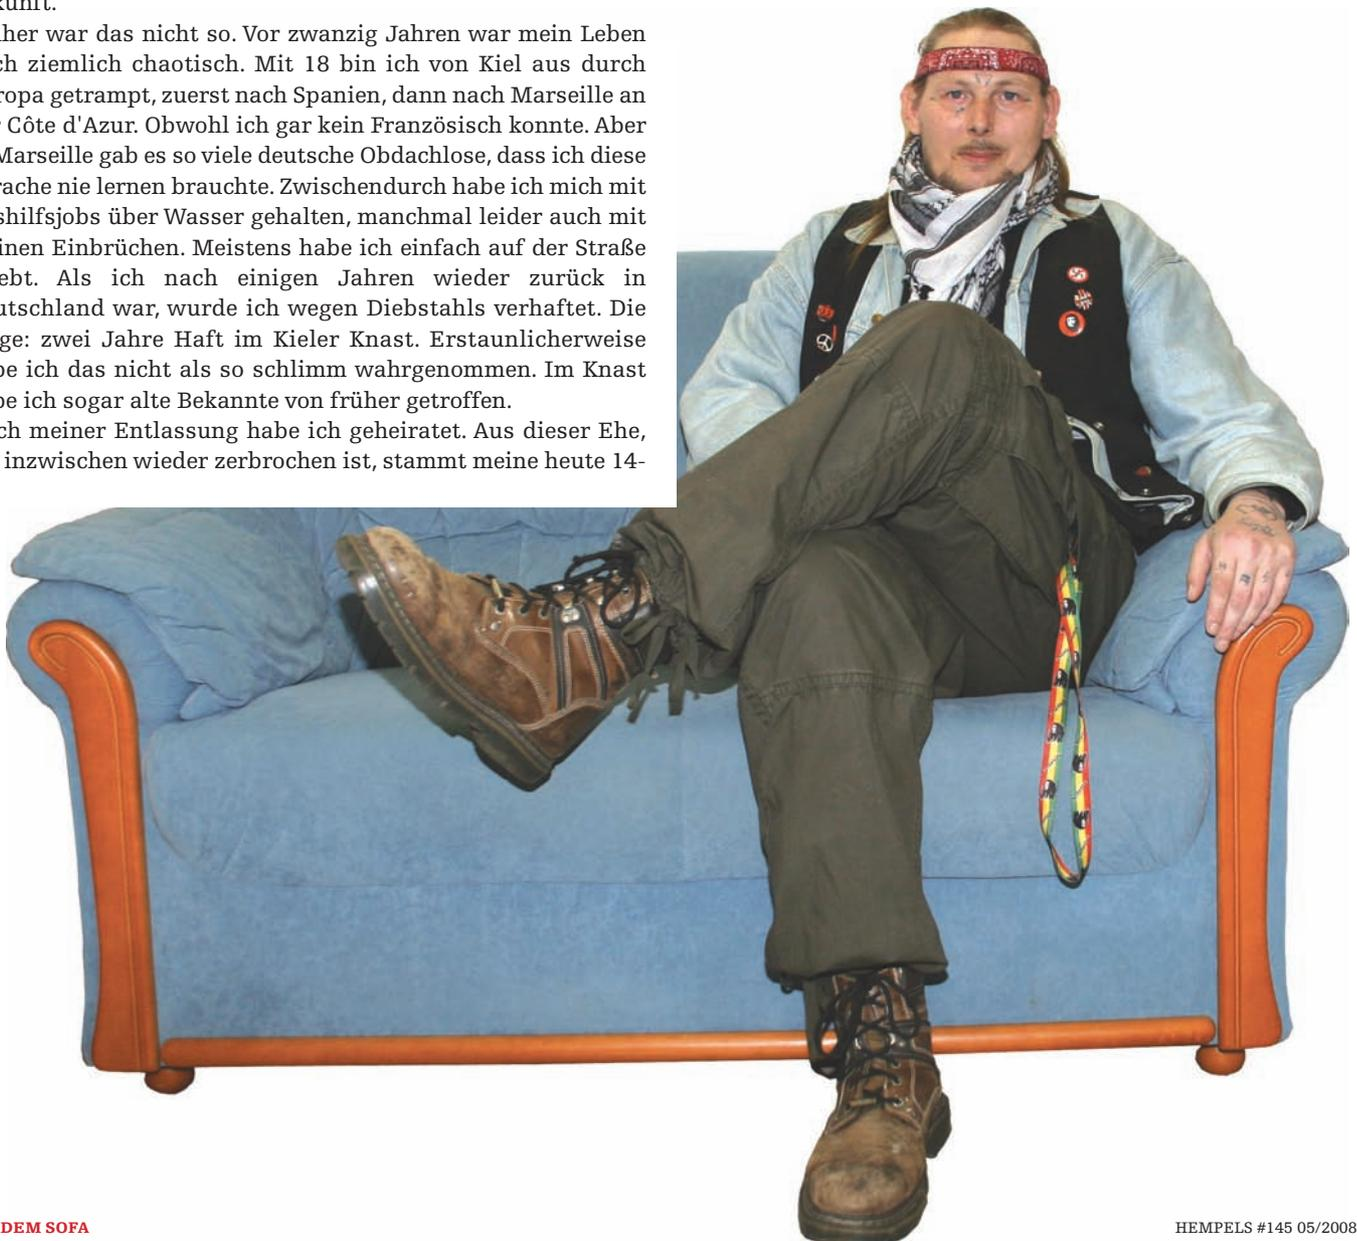 kunft.
her war das nicht so. Vor zwanzig Jahren war mein Leben
ch ziemlich chaotisch. Mit 18 bin ich von Kiel aus durch
ropa getrampt, zuerst nach Spanien, dann nach Marseille an
r Côte d'Azur. Obwohl ich gar kein Französisch konnte. Aber
Marseille gab es so viele deutsche Obdachlose, dass ich diese
rache nie lernen brauchte. Zwischendurch habe ich mich mit
shilfsjobs über Wasser gehalten, manchmal leider auch mit
inen Einbrüchen. Meistens habe ich einfach auf der Straße
ebt. Als ich nach einigen Jahren wieder zurück in
utschland war, wurde ich wegen Diebstahls verhaftet. Die
ge: zwei Jahre Haft im Kieler Knast. Erstaunlicherweise
be ich das nicht als so schlimm wahrgenommen. Im Knast
be ich sogar alte Bekannte von früher getroffen.
ch meiner Entlassung habe ich geheiratet. Aus dieser Ehe,
inzwischen wieder zerbrochen ist, stammt meine heute 14-
DEM SOFA
HEMPELS #145 05/2008